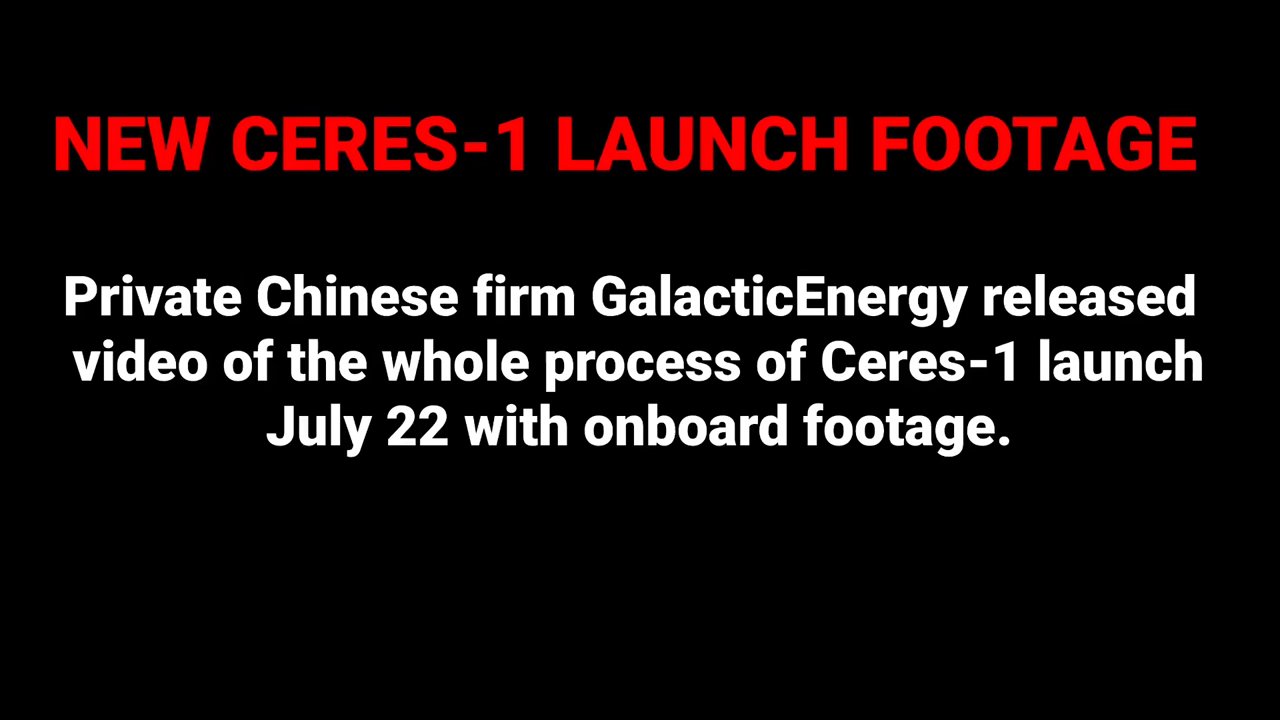 NEW CERES-1 LAUNCH FOOTAGE
Private Chinese firm GalacticEnergy released
video of the whole process of Ceres-1 launch
July 22 with onboard footage.